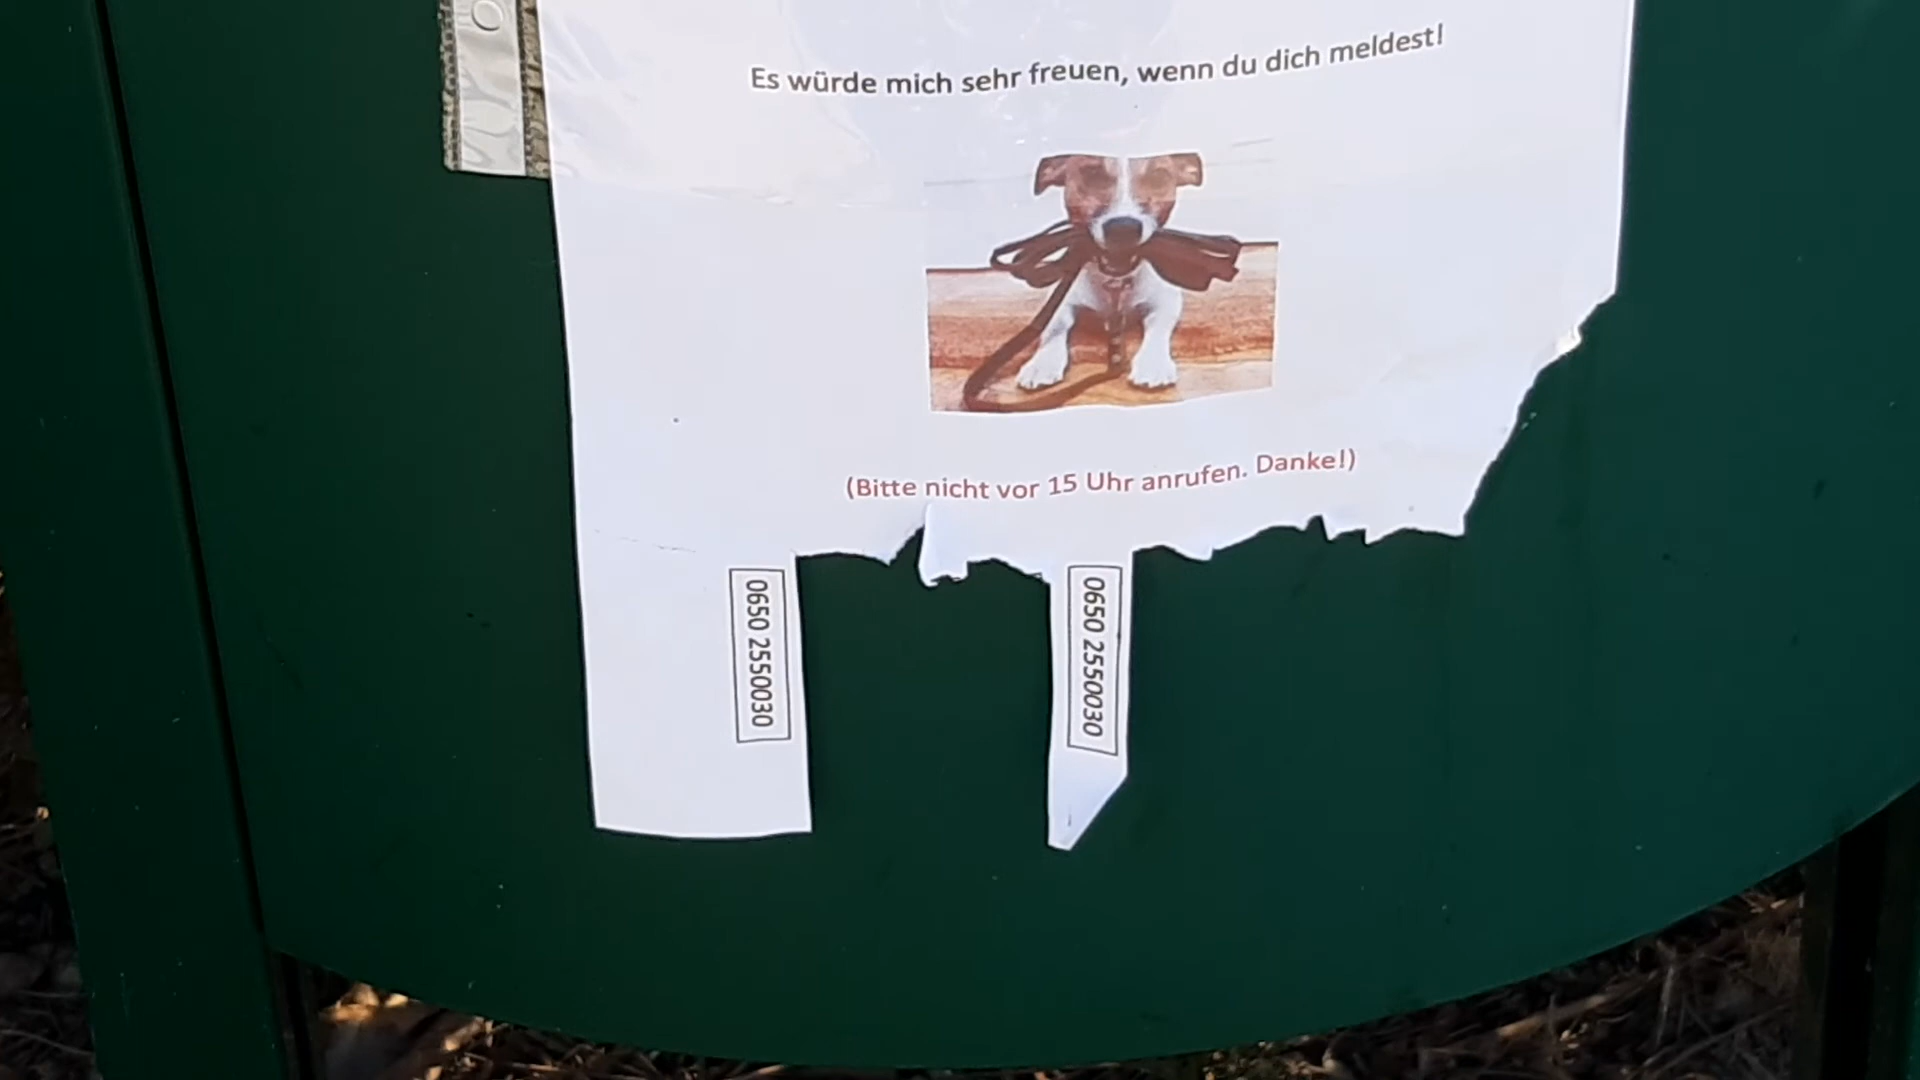 Es würde mich sehr freuen, wenn du dich meldest!
(Bitte nicht vor 15 Uhr anrufen. Danke!)
0650 2550030
0650 2550030